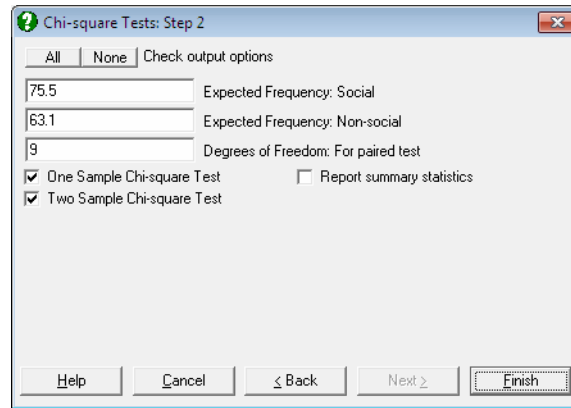 Chi-square Tests: Step 2
All None Check output options
75.5 Expected Frequency: Social
63.1 Expected Frequency: Non-social
9 Degrees of Freedom: For paired test
One Sample Chi-square Test Report summary statistics
Two Sample Chi-square Test
Help Cancel < Back Next > Finish